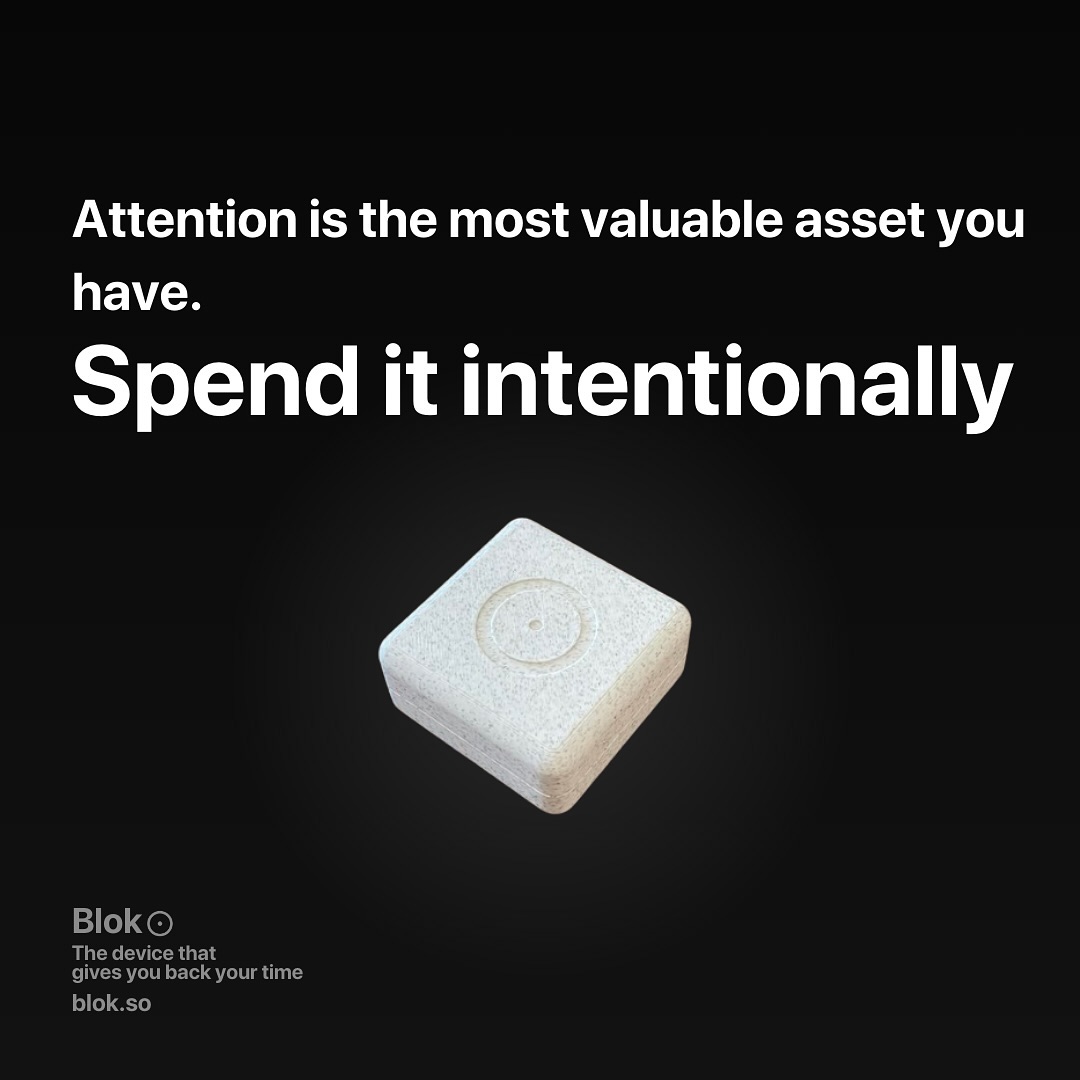 Attention is the most valuable asset you
have.
Spend it intentionally
Blok
The device that
gives you back your time
blok.so